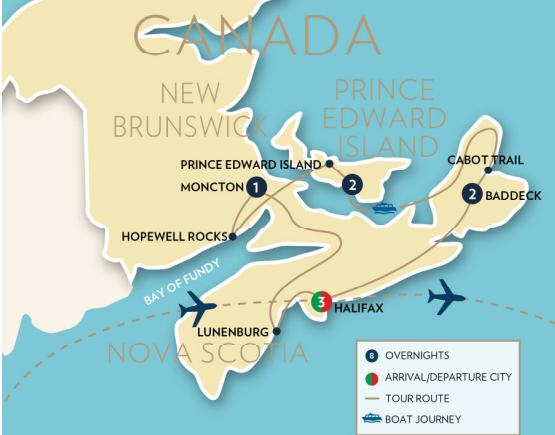 CANADA
NEW
BRUNSWICK
PRINCE
EDWARD
ISLAND
PRINCE EDWARD ISLAND
CABOT TRAIL
MONCTON 1
2
2 BADDECK
HOPEWELL ROCKS
BAY OF FUNDY
3 HALIFAX
LUNENBURG
NOVA SCOTIA
8 OVERNIGHTS
ARRIVAL/DEPARTURE CITY
TOUR ROUTE
BOAT JOURNEY